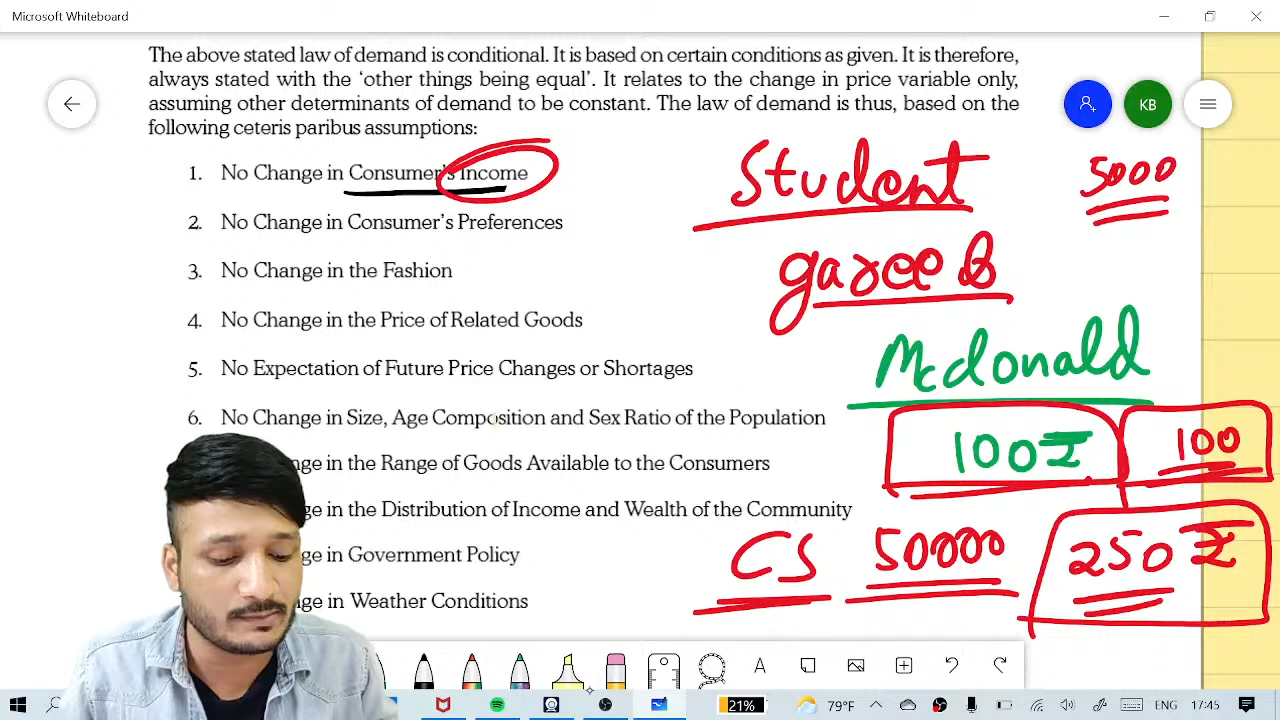 Microsoft Whiteboard
The above stated law of demand is conditional. It is based on certain conditions as given. It is therefore,
always stated with the ‘other things being equal’. It relates to the change in price variable only,
assuming other determinants of demand to be constant. The law of demand is thus, based on the
following ceteris paribus assumptions:
KB
1. No Change in Consumer’s Income
2. No Change in Consumer’s Preferences
3. No Change in the Fashion
4. No Change in the Price of Related Goods
5. No Expectation of Future Price Changes or Shortages
6. No Change in Size, Age Composition and Sex Ratio of the Population
nge in the Range of Goods Available to the Consumers
ge in the Distribution of Income and Wealth of the Community
ge in Government Policy
ge in Weather Conditions
Student
5000
gareeb
Mcdonald
100₹
100
CS 50000 250₹
21%
79°F
ENG
17:45